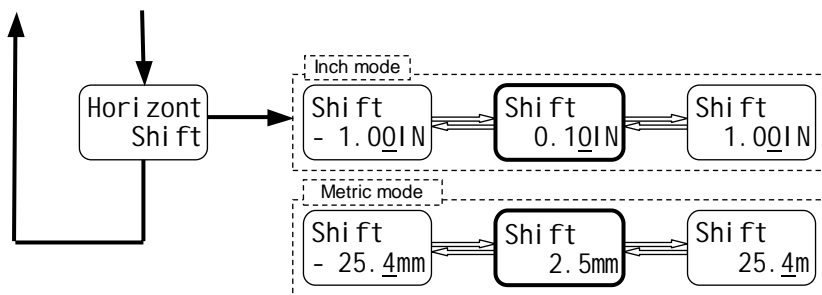 Inch mode
Horizont
Shift
Shift
- 1.00IN
Shift
0.10IN
Shift
1.00IN
Metric mode
Shift
- 25.4mm
Shift
2.5mm
Shift
25.4m